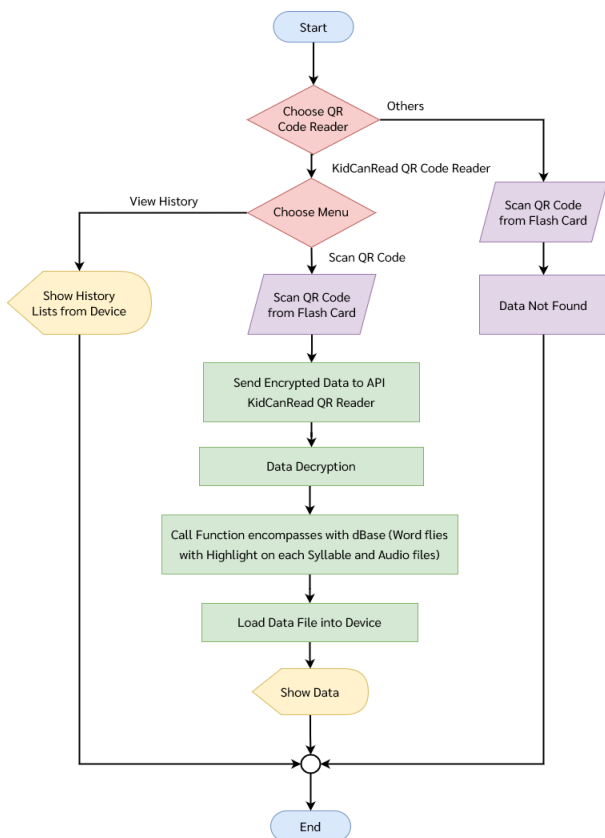 Start
Choose QR
Code Reader
Others
KidCanRead QR Code Reader
View History
Choose Menu
Scan QR Code
from Flash Card
Scan QR Code
Show History
Lists from Device
Scan QR Code
from Flash Card
Data Not Found
Send Encrypted Data to API
KidCanRead QR Reader
Data Decryption
Call Function encompasses with dBase (Word flies
with Highlight on each Syllable and Audio files)
Load Data File into Device
Show Data
End